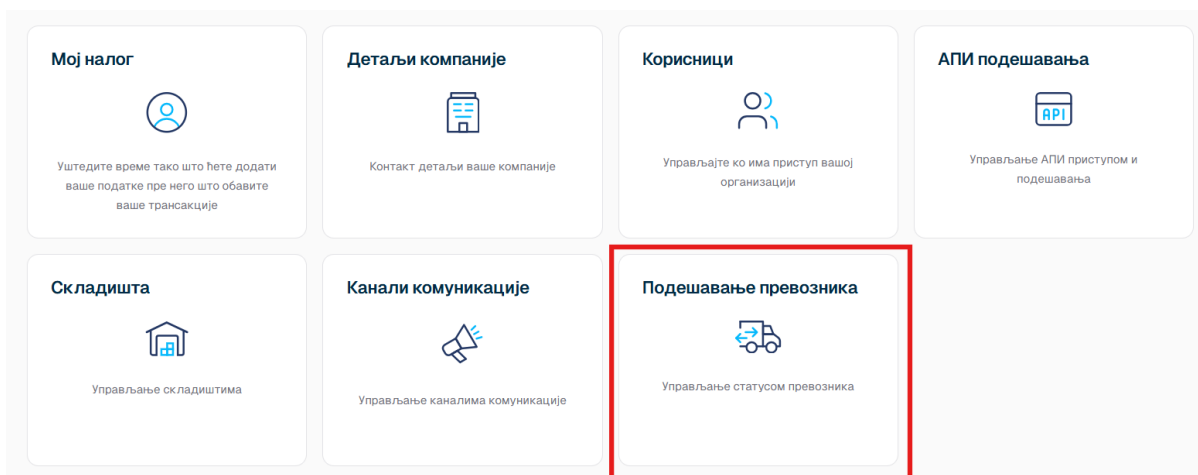 Мој налог
Уштедите време тако што ћете додати
ваше податке пре него што обавите
ваше трансакције
Детаљи компаније
Контакт детаљи ваше компаније
Корисници
Управљајте ко има приступ вашој
организацији
АПИ подешавања
API
Управљање АПИ приступом и
подешавања
Складишта
Управљање складиштима
Канали комуникације
Управљање каналима комуникације
Подешавање превозника
Управљање статусом превозника